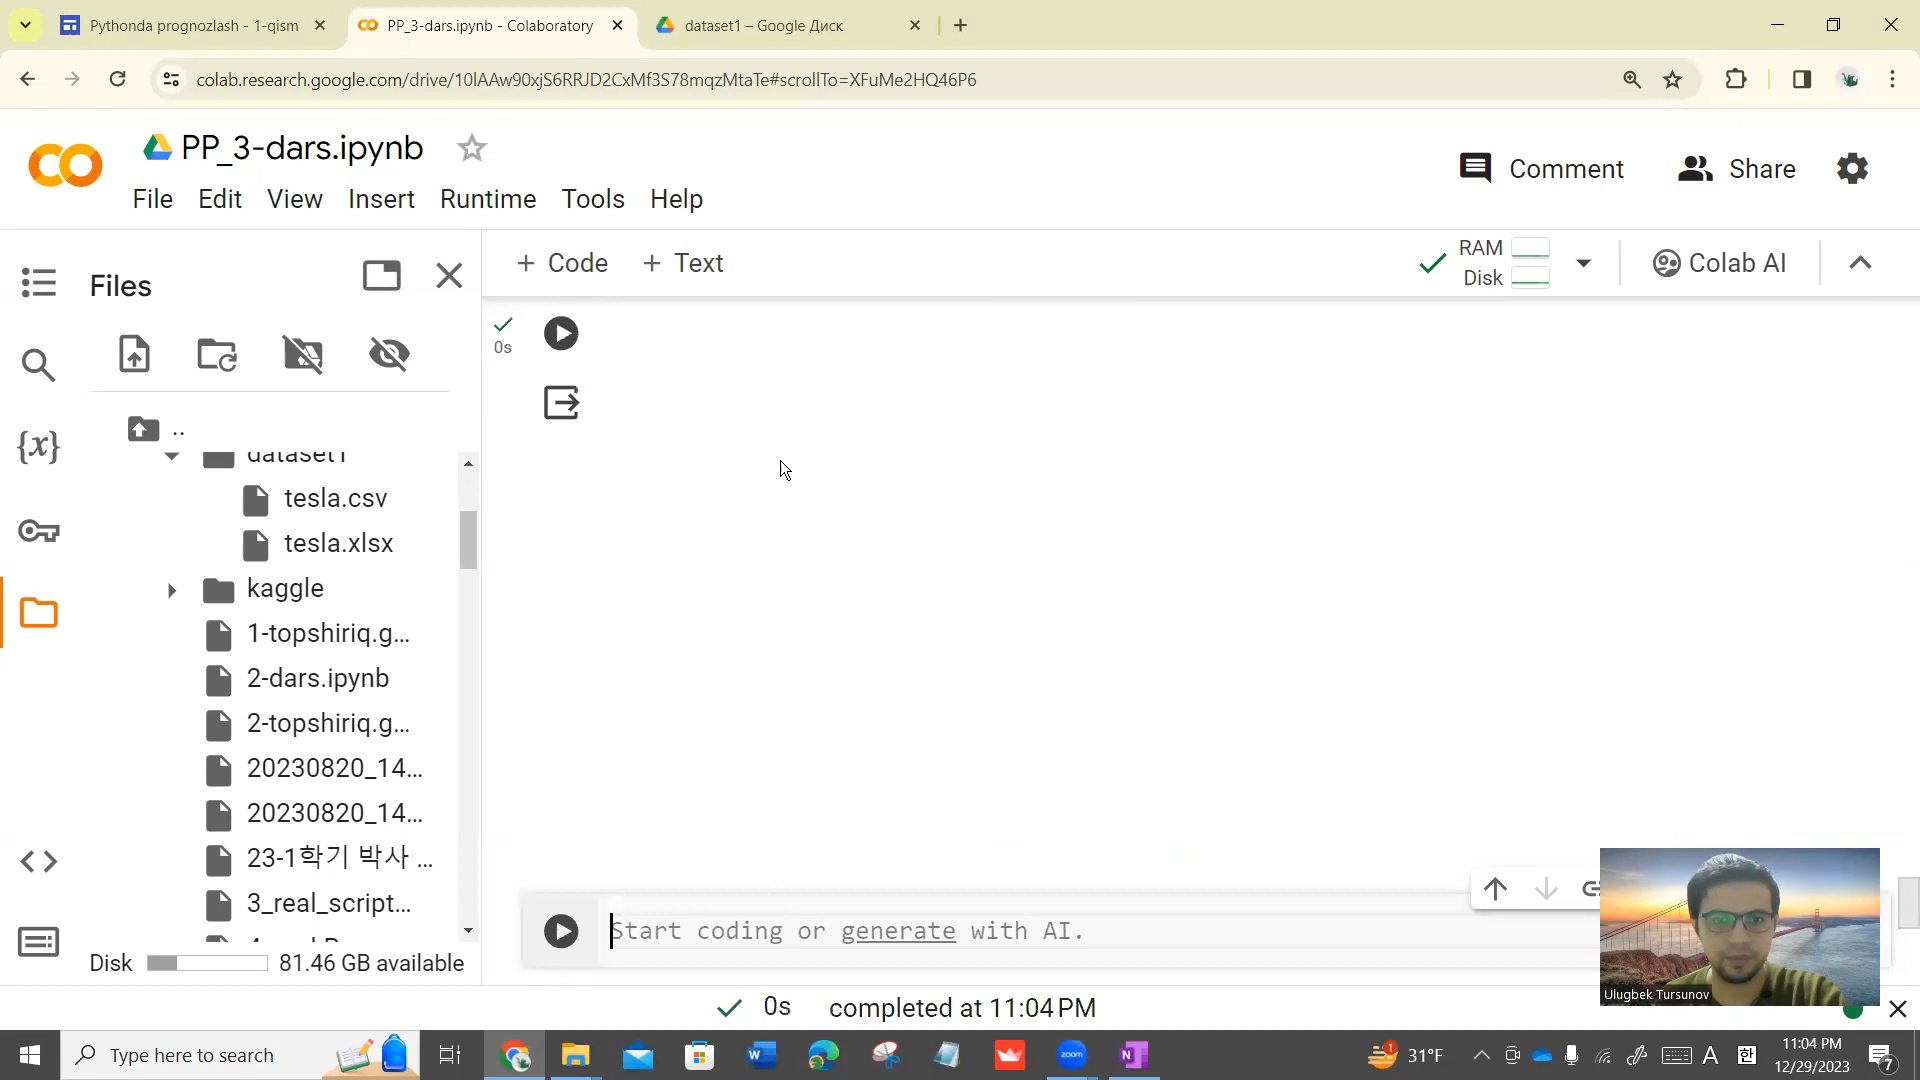 Pythonda prognozlash - 1-qism
PP_3-dars.ipynb - Colaboratory
dataset1 – Google Диск
colab.research.google.com/drive/10lAAw90xjS6RRJD2CxMf3S78mqzMtaTe#scrollTo=XFuMe2HQ46P6
PP_3-dars.ipynb
Comment
Share
File Edit View Insert Runtime Tools Help
Files
+ Code + Text
RAM
Disk
Colab AI
0s
{x}
..
dataset1
tesla.csv
tesla.xlsx
kaggle
1-topshiriq.g...
2-dars.ipynb
2-topshiriq.g...
20230820_14...
20230820_14...
23-1학기 박사 ...
3_real_script...
Disk 81.46 GB available
Start coding or generate with AI.
Ulugbek Tursunov
0s completed at 11:04 PM
Type here to search
zoom
31°F
A
한
11:04 PM
12/29/2023
7